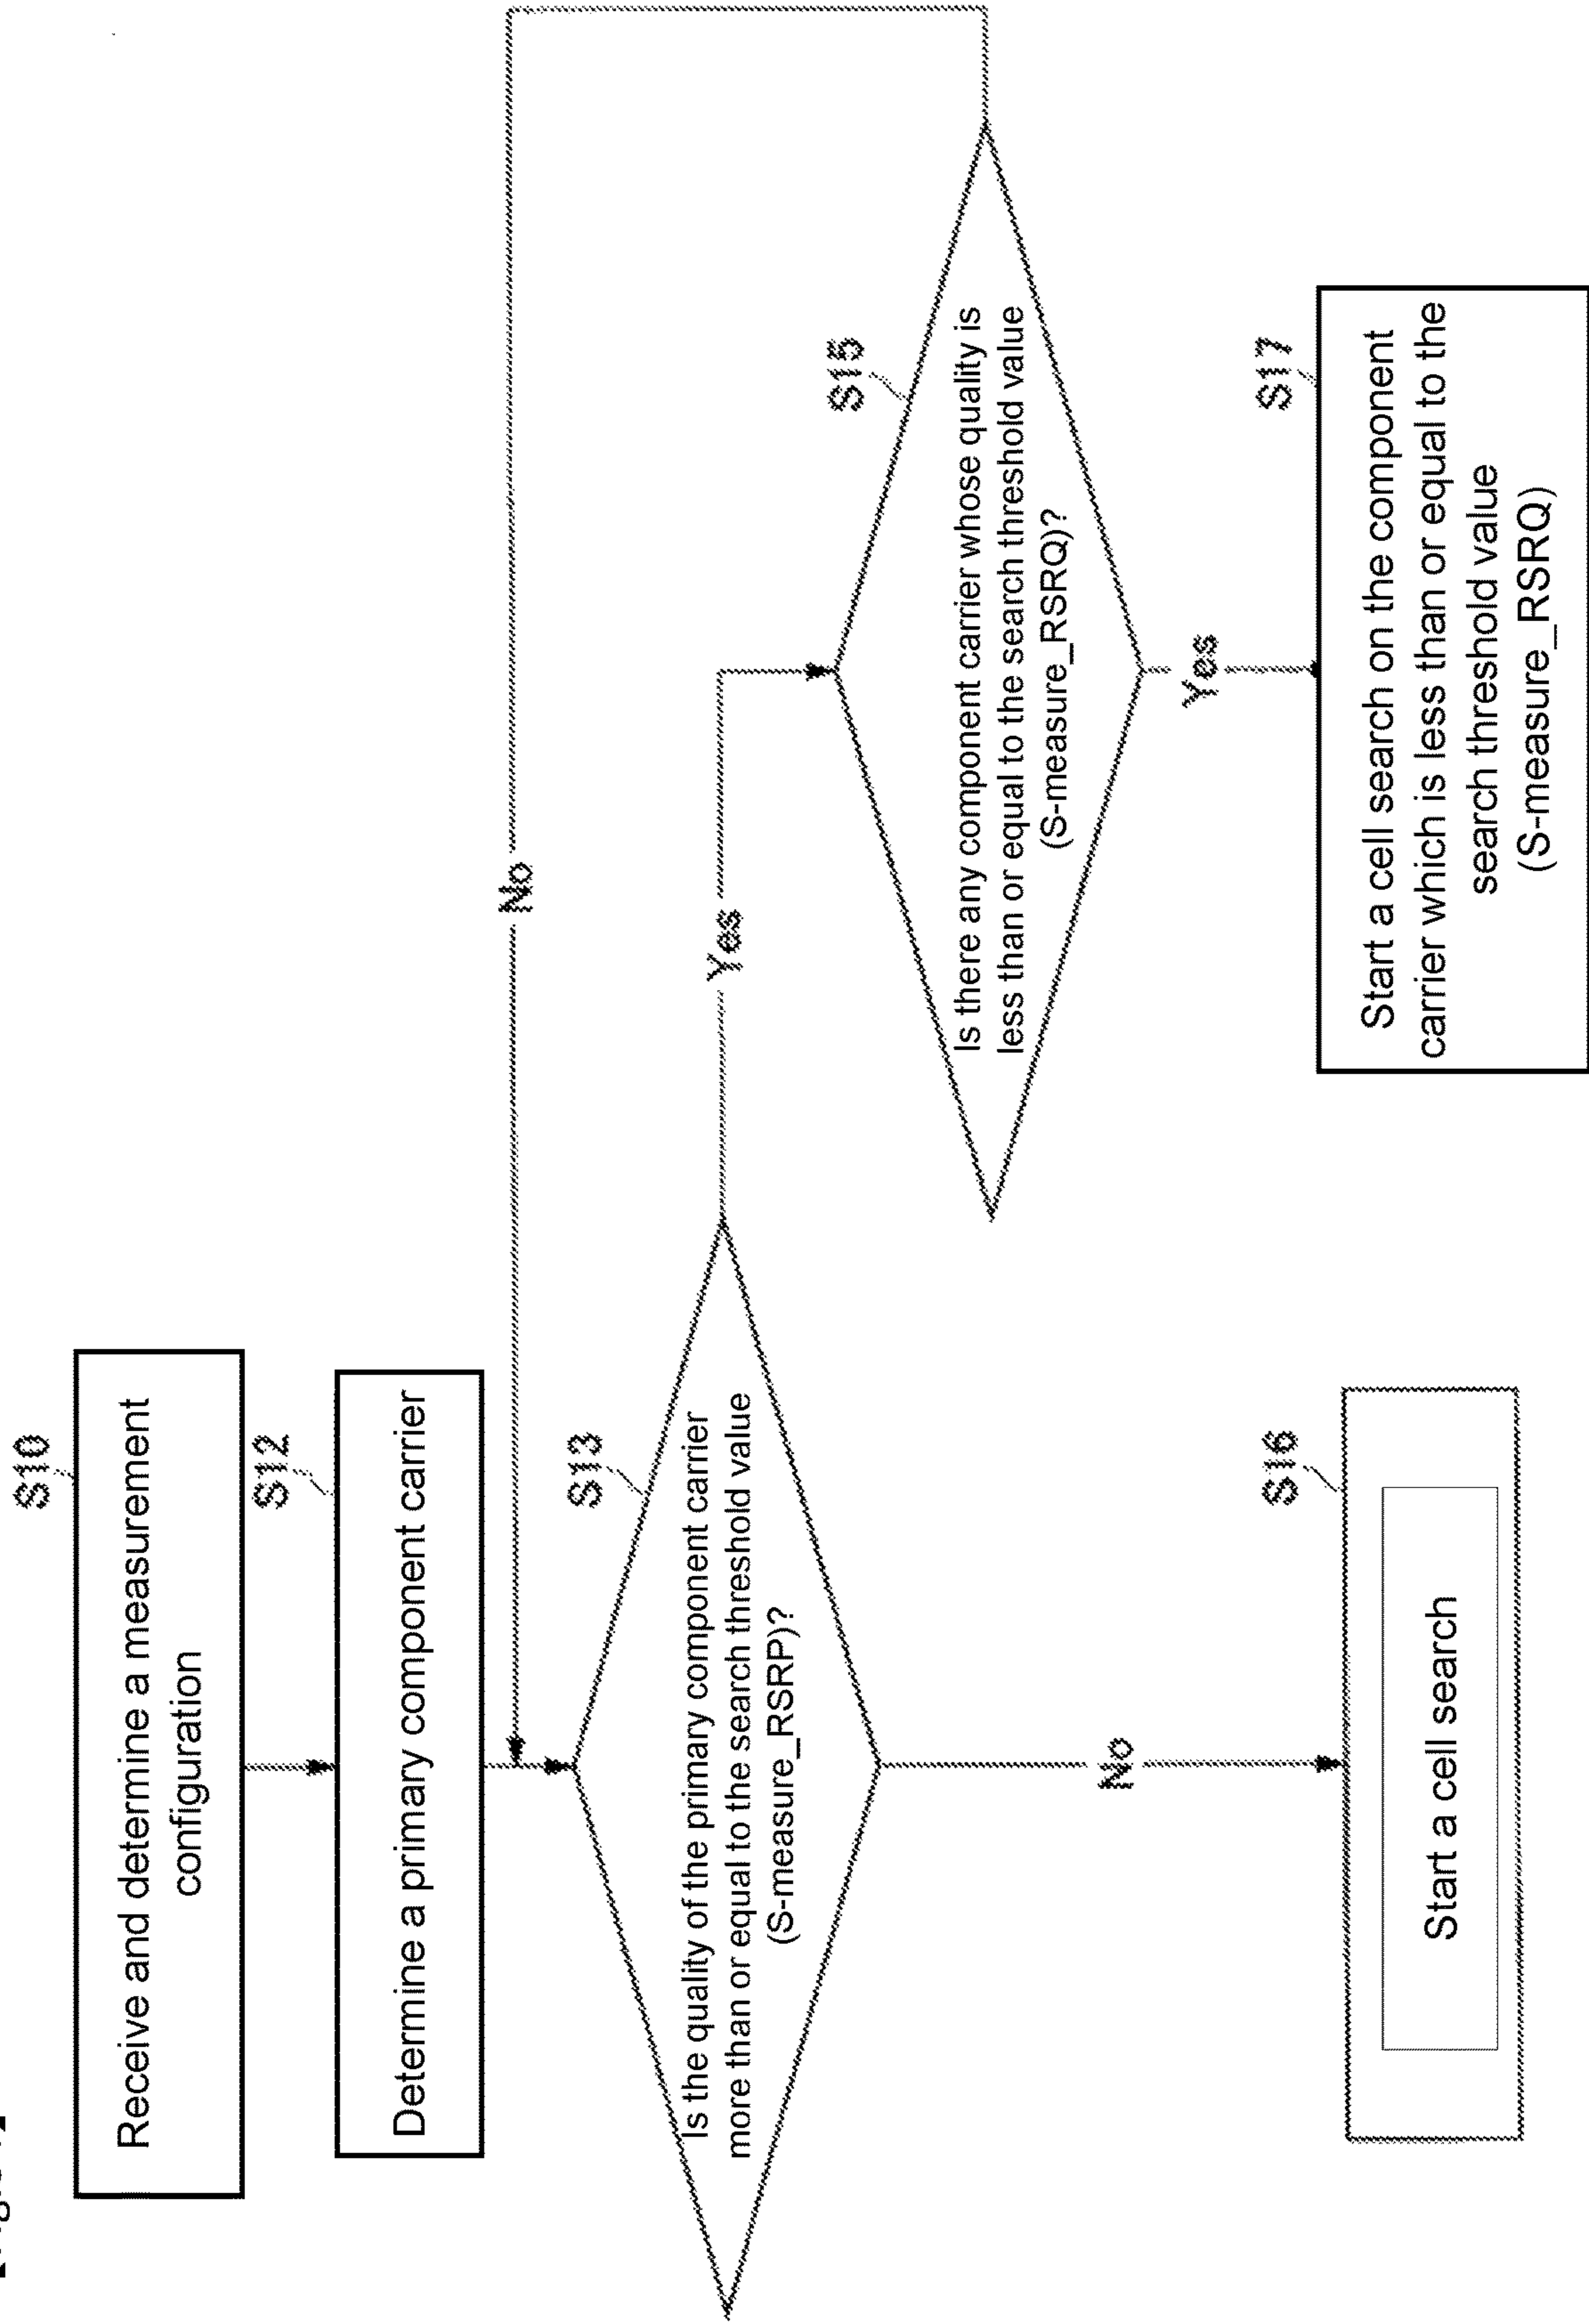 S10
Receive and determine a measurement
configuration
S12
Determine a primary component carrier
No
S13
Is the quality of the primary component carrier
more than or equal to the search threshold value
(S-measure_RSRP)?
Yes
S15
Is there any component carrier whose quality is
less than or equal to the search threshold value
(S-measure_RSRQ)?
No
Yes
S16
Start a cell search
S17
Start a cell search on the component
carrier which is less than or equal to the
search threshold value
(S-measure_RSRQ)